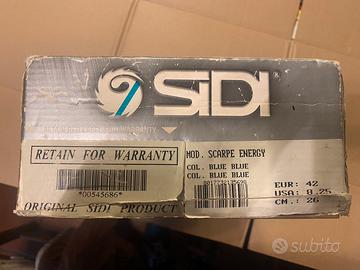 SIDI®
RETAIN FOR WARRANTY
*00545686*
ORIGINAL SIDI PRODUCT
MOD. SCARPE ENERGY
COL. BLUE BLUE
COL. BLUE BLUE
EUR: 42
USA: 8.25
CM.: 26
subito